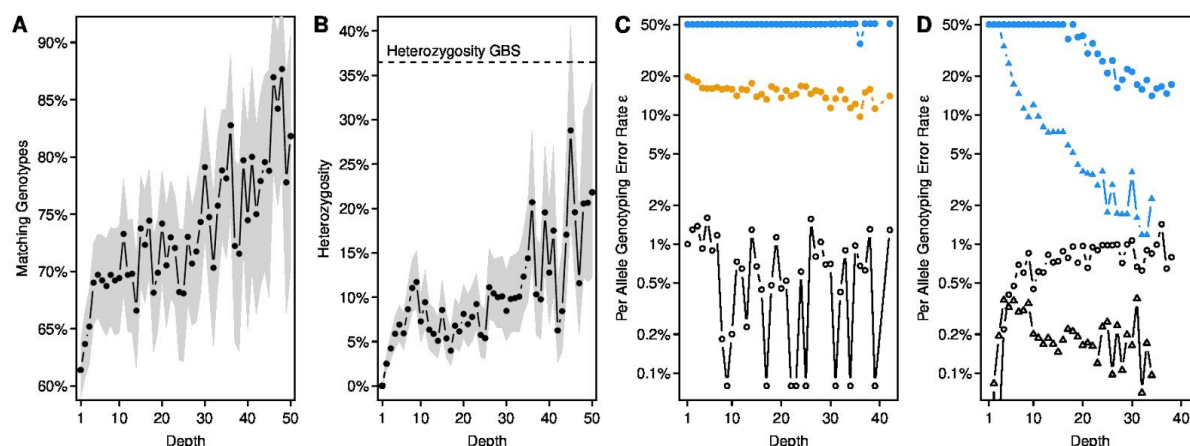 A
Matching Genotypes
90%
85%
80%
75%
70%
65%
60%
1 10 20 30 40 50
Depth
B
Heterozygosity
Heterozygosity GBS
40%
35%
30%
25%
20%
15%
10%
5%
0%
1 10 20 30 40 50
Depth
C
Per Allele Genotyping Error Rate ε
50%
20%
10%
5%
2%
1%
0.5%
0.2%
0.1%
1 10 20 30 40
Depth
D
Per Allele Genotyping Error Rate ε
50%
20%
10%
5%
2%
1%
0.5%
0.2%
0.1%
1 10 20 30 40
Depth